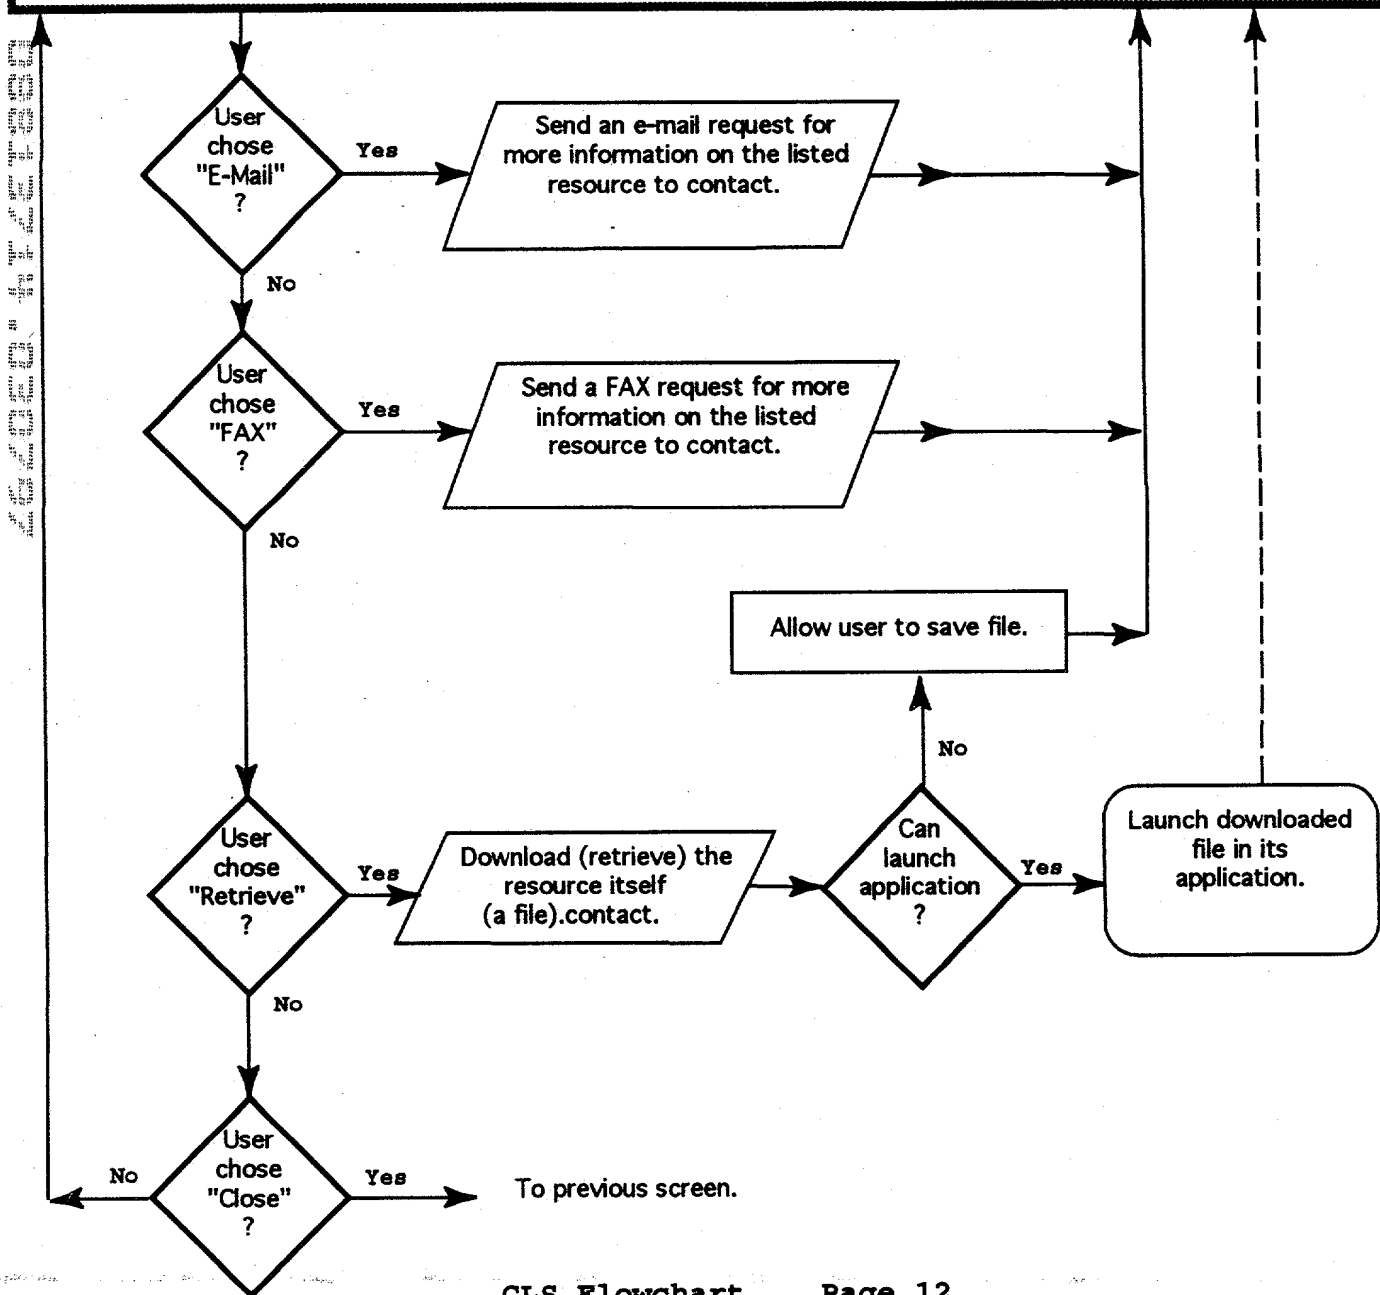 User
chose
"E-Mail"
?
Yes
Send an e-mail request for
more information on the listed
resource to contact.
No
User
chose
"FAX"
?
Yes
Send a FAX request for more
information on the listed
resource to contact.
No
Allow user to save file.
No
User
chose
"Retrieve"
?
Yes
Download (retrieve) the
resource itself
(a file).contact.
Can
launch
application
?
Yes
Launch downloaded
file in its
application.
No
User
chose
"Close"
?
No
Yes
To previous screen.
CLS Flowchart Page 12